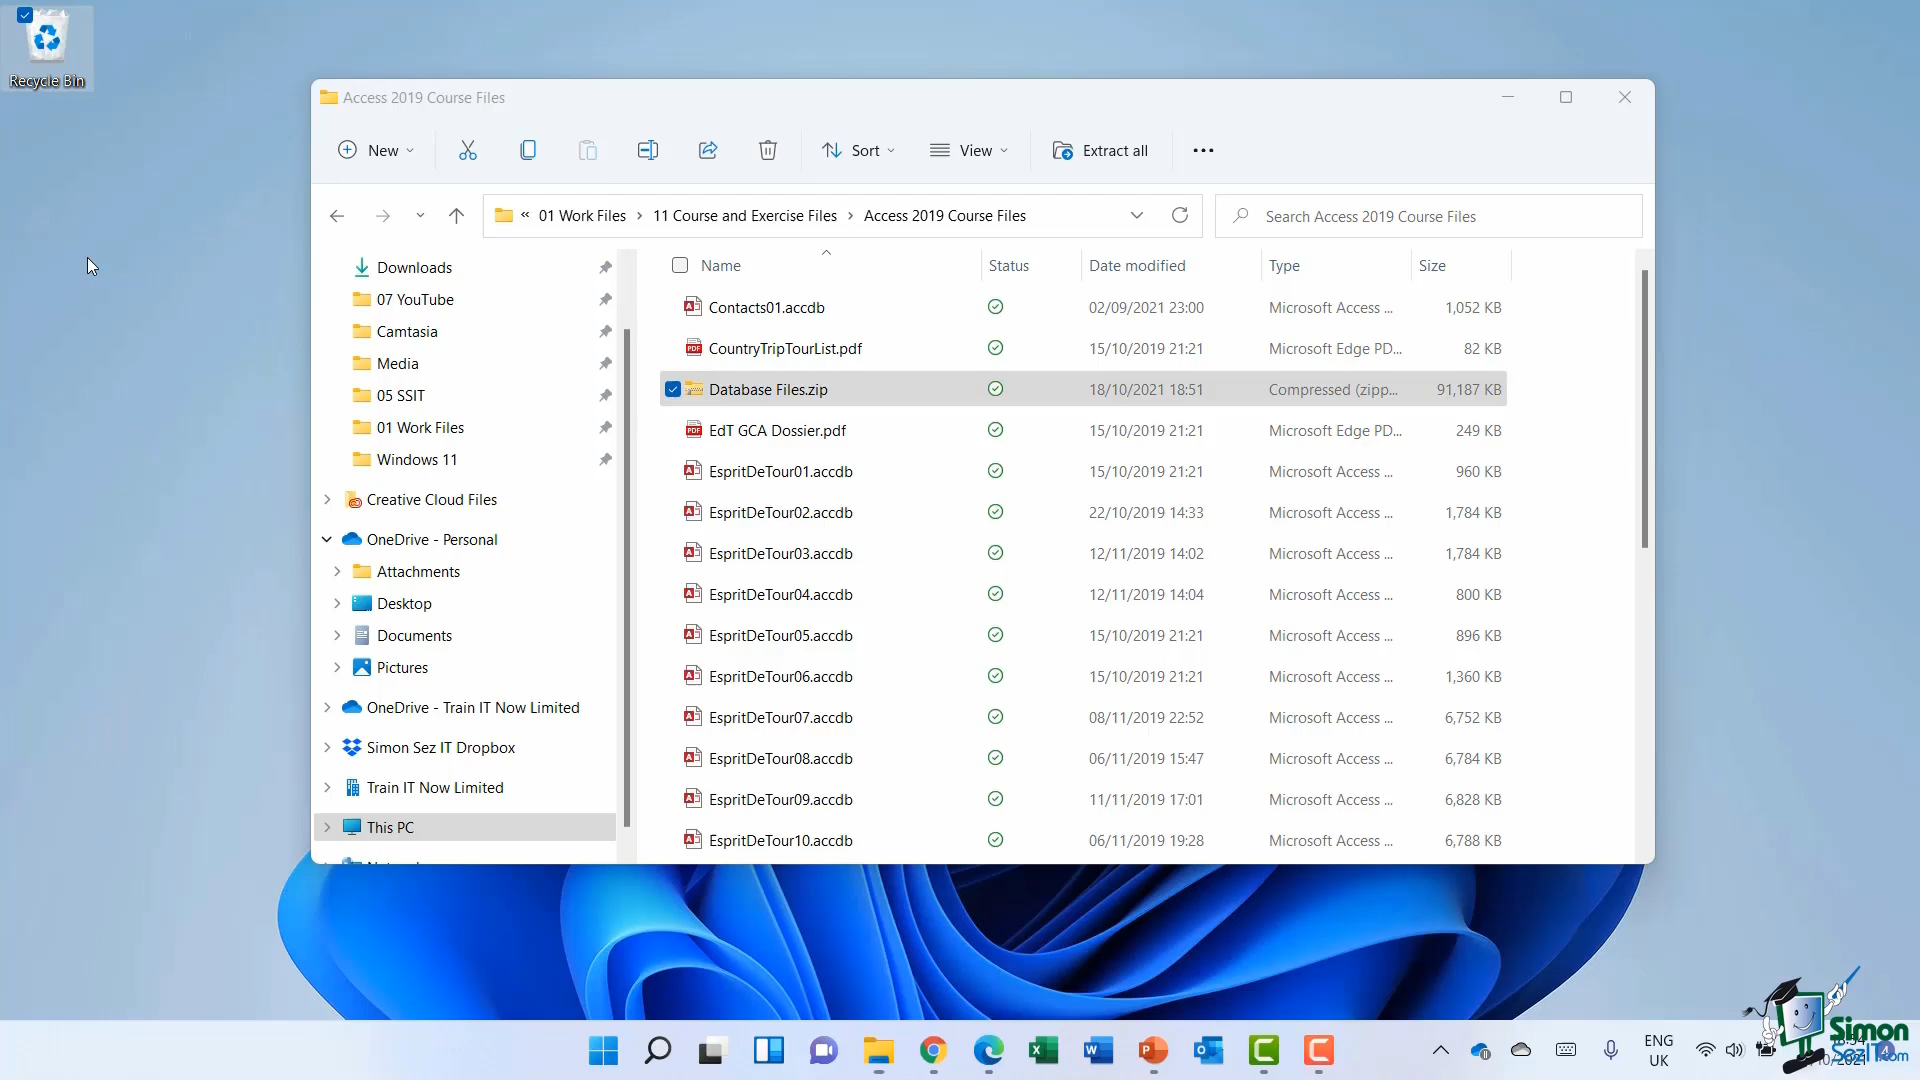 Recycle Bin
Access 2019 Course Files
New
Sort
View
Extract all
« 01 Work Files > 11 Course and Exercise Files > Access 2019 Course Files
Search Access 2019 Course Files
Downloads
07 YouTube
Camtasia
Media
05 SSIT
01 Work Files
Windows 11
Creative Cloud Files
OneDrive - Personal
Attachments
Desktop
Documents
Pictures
OneDrive - Train IT Now Limited
Simon Sez IT Dropbox
Train IT Now Limited
This PC
Name Status Date modified Type Size
Contacts01.accdb 02/09/2021 23:00 Microsoft Access ... 1,052 KB
CountryTripTourList.pdf 15/10/2019 21:21 Microsoft Edge PD... 82 KB
Database Files.zip 18/10/2021 18:51 Compressed (zipp... 91,187 KB
EdT GCA Dossier.pdf 15/10/2019 21:21 Microsoft Edge PD... 249 KB
EspritDeTour01.accdb 15/10/2019 21:21 Microsoft Access ... 960 KB
EspritDeTour02.accdb 22/10/2019 14:33 Microsoft Access ... 1,784 KB
EspritDeTour03.accdb 12/11/2019 14:02 Microsoft Access ... 1,784 KB
EspritDeTour04.accdb 12/11/2019 14:04 Microsoft Access ... 800 KB
EspritDeTour05.accdb 15/10/2019 21:21 Microsoft Access ... 896 KB
EspritDeTour06.accdb 15/10/2019 21:21 Microsoft Access ... 1,360 KB
EspritDeTour07.accdb 08/11/2019 22:52 Microsoft Access ... 6,752 KB
EspritDeTour08.accdb 06/11/2019 15:47 Microsoft Access ... 6,784 KB
EspritDeTour09.accdb 11/11/2019 17:01 Microsoft Access ... 6,828 KB
EspritDeTour10.accdb 06/11/2019 19:28 Microsoft Access ... 6,788 KB
ENG
UK
Simon
SezIT.com